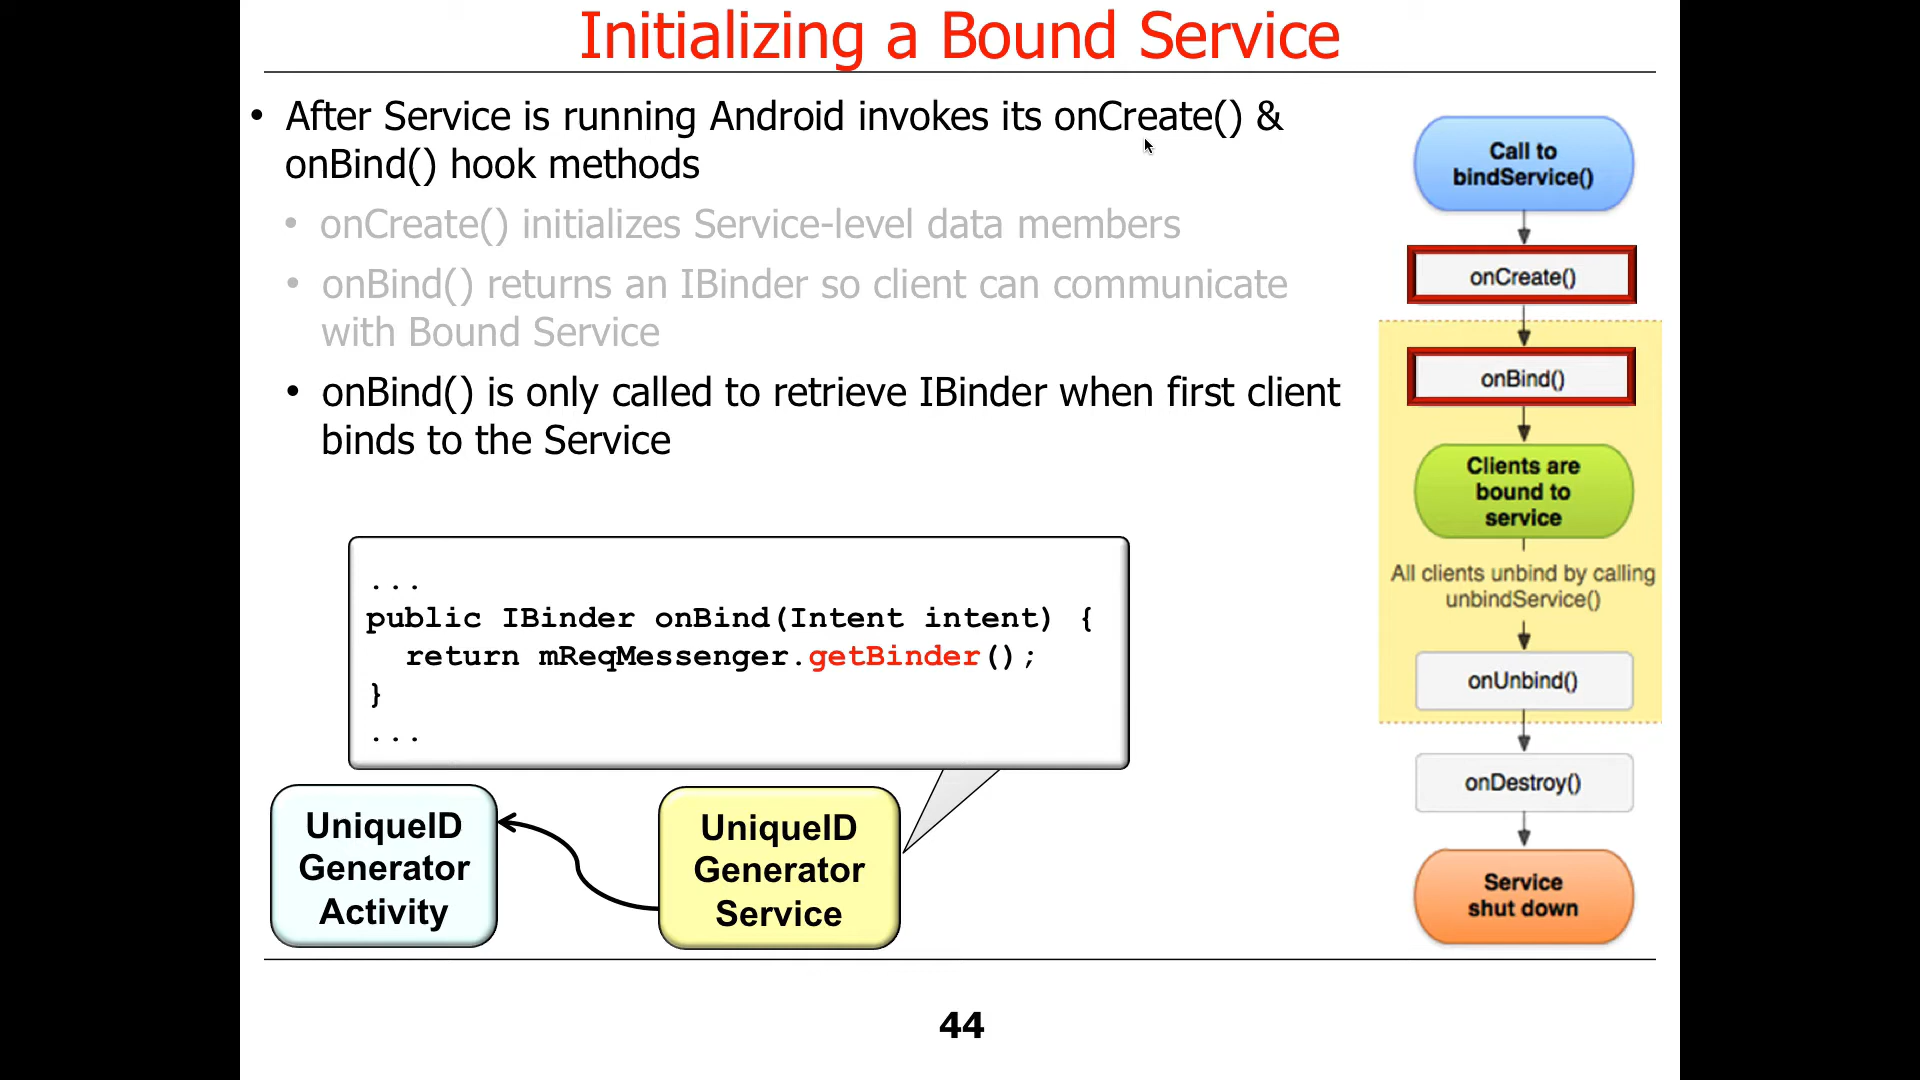 Initializing a Bound Service
• After Service is running Android invokes its onCreate() &
onBind() hook methods
• onCreate() initializes Service-level data members
• onBind() returns an IBinder so client can communicate
with Bound Service
• onBind() is only called to retrieve IBinder when first client
binds to the Service
...
public IBinder onBind(Intent intent) {
return mReqMessenger.getBinder();
}
...
UniqueID
Generator
Activity
UniqueID
Generator
Service
Call to
bindService()
onCreate()
onBind()
Clients are
bound to
service
All clients unbind by calling
unbindService()
onUnbind()
onDestroy()
Service
shut down
44